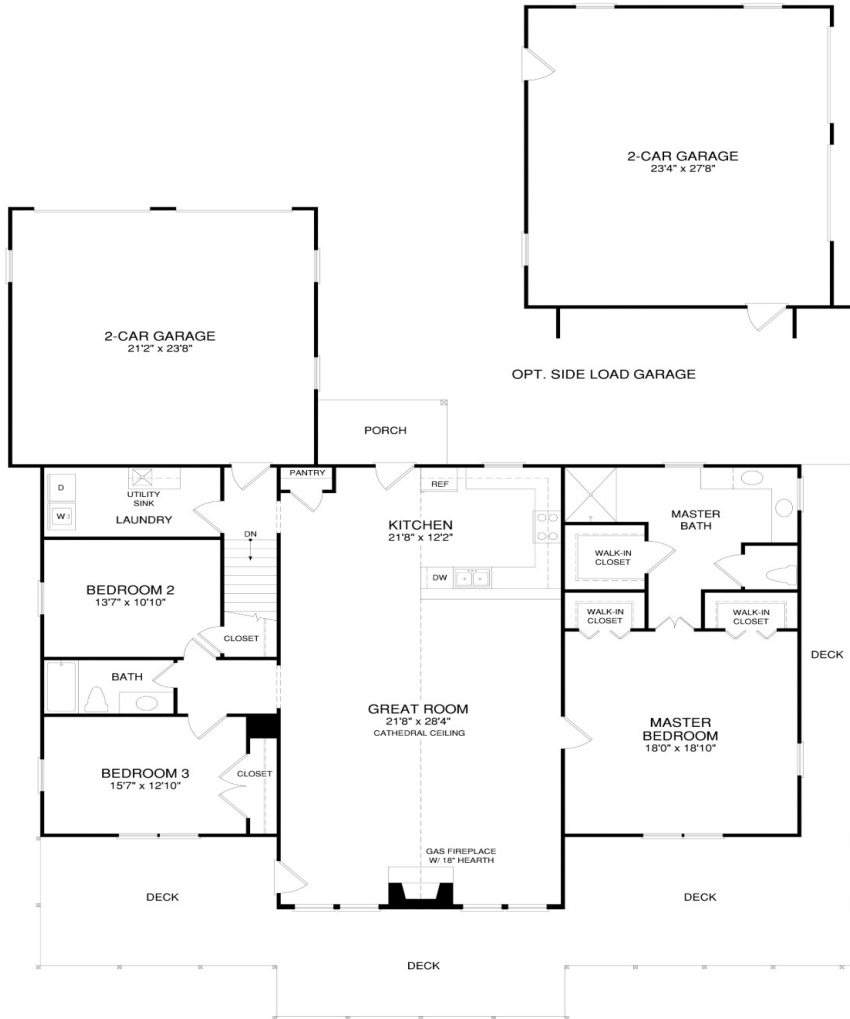 2-CAR GARAGE
23'4" x 27'8"
2-CAR GARAGE
21'2" x 23'8"
OPT. SIDE LOAD GARAGE
PORCH
PANTRY
D
UTILITY
SINK
W
LAUNDRY
REF
KITCHEN
21'8" x 12'2"
MASTER
BATH
DN
WALK-IN
CLOSET
DW
BEDROOM 2
13'7" x 10'10"
CLOSET
WALK-IN
CLOSET
WALK-IN
CLOSET
DECK
BATH
GREAT ROOM
21'8" x 28'4"
CATHEDRAL CEILING
MASTER
BEDROOM
18'0" x 18'10"
BEDROOM 3
15'7" x 12'10"
CLOSET
GAS FIREPLACE
W/ 18" HEARTH
DECK
DECK
DECK